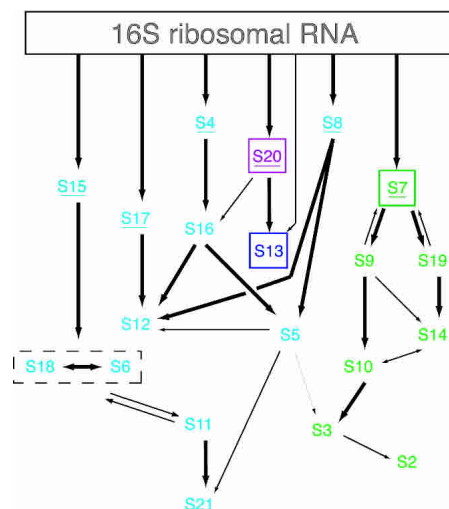 16S ribosomal RNA
S4
S8
S20
S15
S7
S17
S16
S13
S9
S19
S12
S5
S14
S18
S6
S10
S11
S3
S2
S21